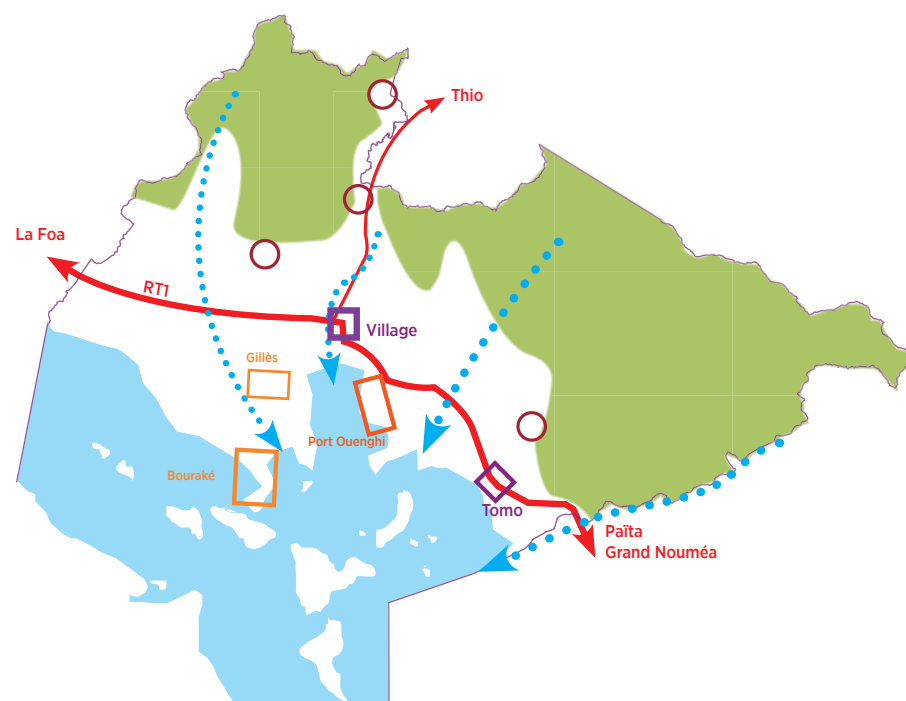 Thio
La Foa
RT1
Village
Gillès
Port Ouenghi
Bouraké
Tomo
Païta
Grand Nouméa